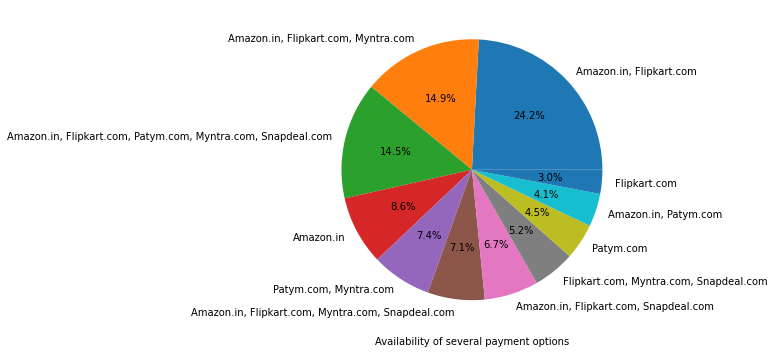 Amazon.in, Flipkart.com, Myntra.com
Amazon.in, Flipkart.com
14.9%
24.2%
Amazon.in, Flipkart.com, Patym.com, Myntra.com, Snapdeal.com
14.5%
3.0%
Flipkart.com
4.1%
8.6%
4.5%
Amazon.in, Patym.com
5.2%
7.4%
Amazon.in
6.7%
7.1%
Patym.com
Flipkart.com, Myntra.com, Snapdeal.com
Patym.com, Myntra.com
Amazon.in, Flipkart.com, Snapdeal.com
Amazon.in, Flipkart.com, Myntra.com, Snapdeal.com
Availability of several payment options